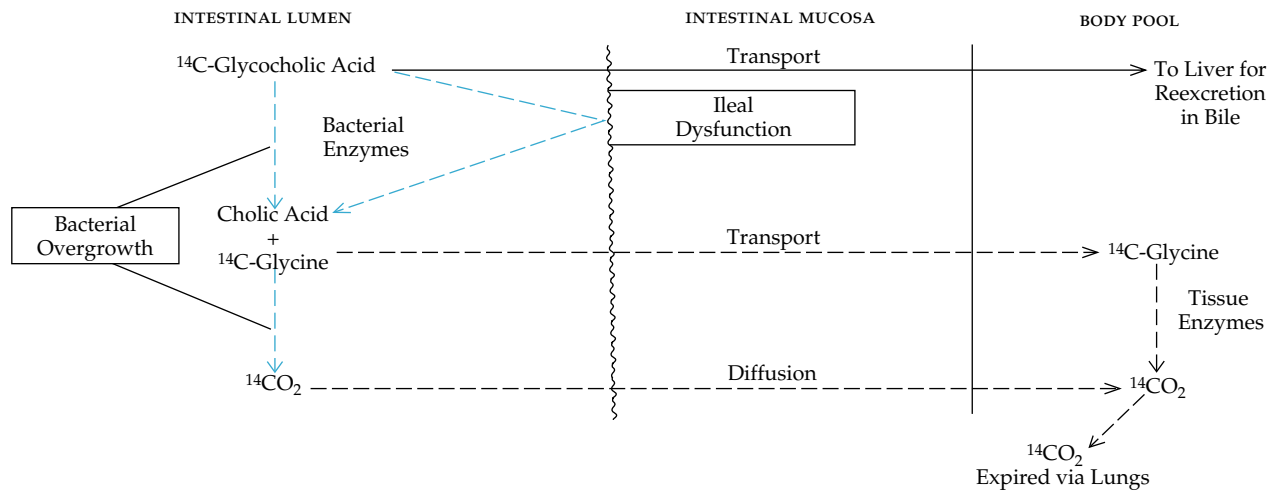 INTESTINAL LUMEN
INTESTINAL MUCOSA
BODY POOL
¹⁴C-Glycocholic Acid
Transport
To Liver for
Reexcretion
in Bile
Ileal
Dysfunction
Bacterial
Enzymes
Bacterial
Overgrowth
Cholic Acid
+
¹⁴C-Glycine
Transport
¹⁴C-Glycine
Tissue
Enzymes
¹⁴CO₂
Diffusion
¹⁴CO₂
¹⁴CO₂
Expired via Lungs